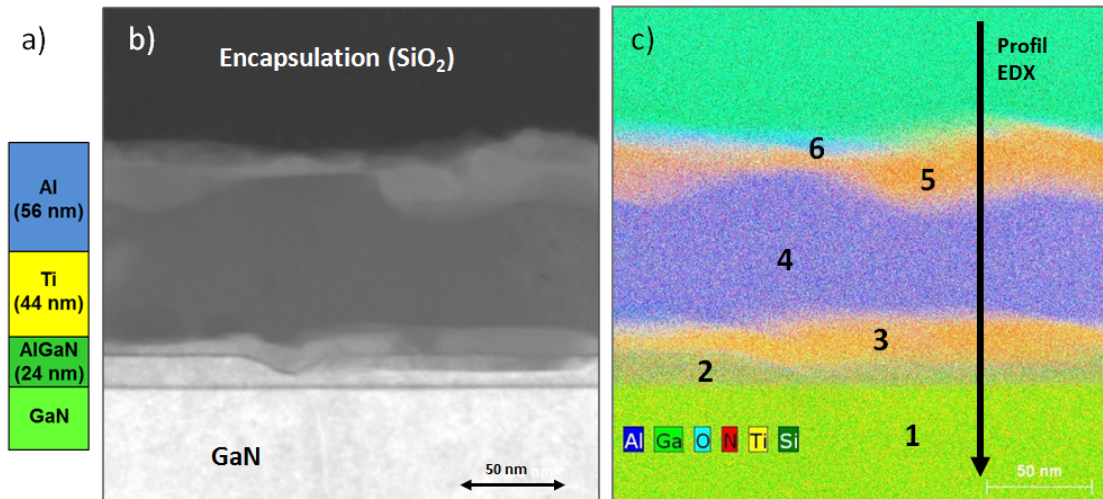 a)
Al
(56 nm)
Ti
(44 nm)
AlGaN
(24 nm)
GaN
b)
Encapsulation (SiO₂)
GaN
50 nm
c)
Profil
EDX
6
5
4
3
2
1
Al Ga O N Ti Si
50 nm